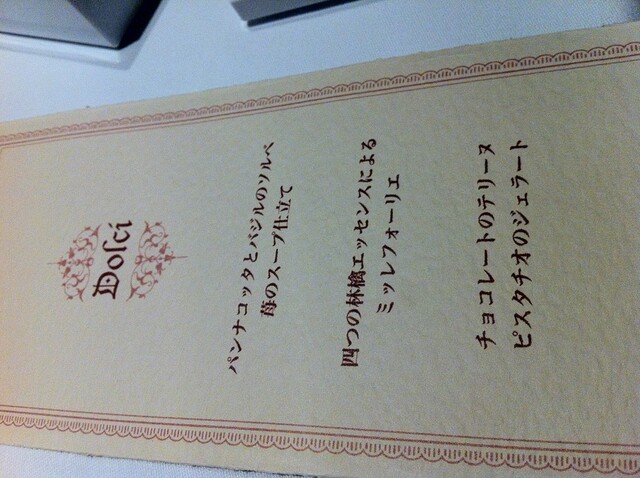 Dolci
パンナコッタとバジルのソルベ
苺のスープ仕立て
四つの林檎エッセンスによる
ミッレフォーリェ
チョコレートのテリーヌ
ピスタチオのジェラート